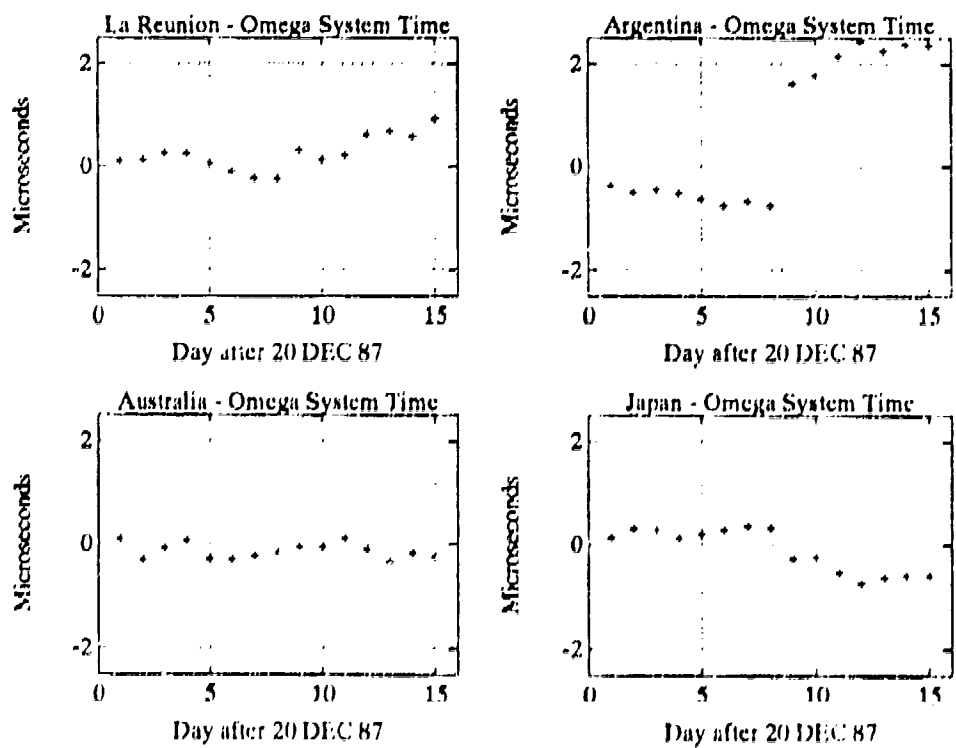 La Reunion - Omega System Time
Microseconds
2
0
-2
0 5 10 15
Day after 20 DEC 87
Argentina - Omega System Time
Microseconds
2
0
-2
0 5 10 15
Day after 20 DEC 87
Australia - Omega System Time
Microseconds
2
0
-2
0 5 10 15
Day after 20 DEC 87
Japan - Omega System Time
Microseconds
2
0
-2
0 5 10 15
Day after 20 DEC 87